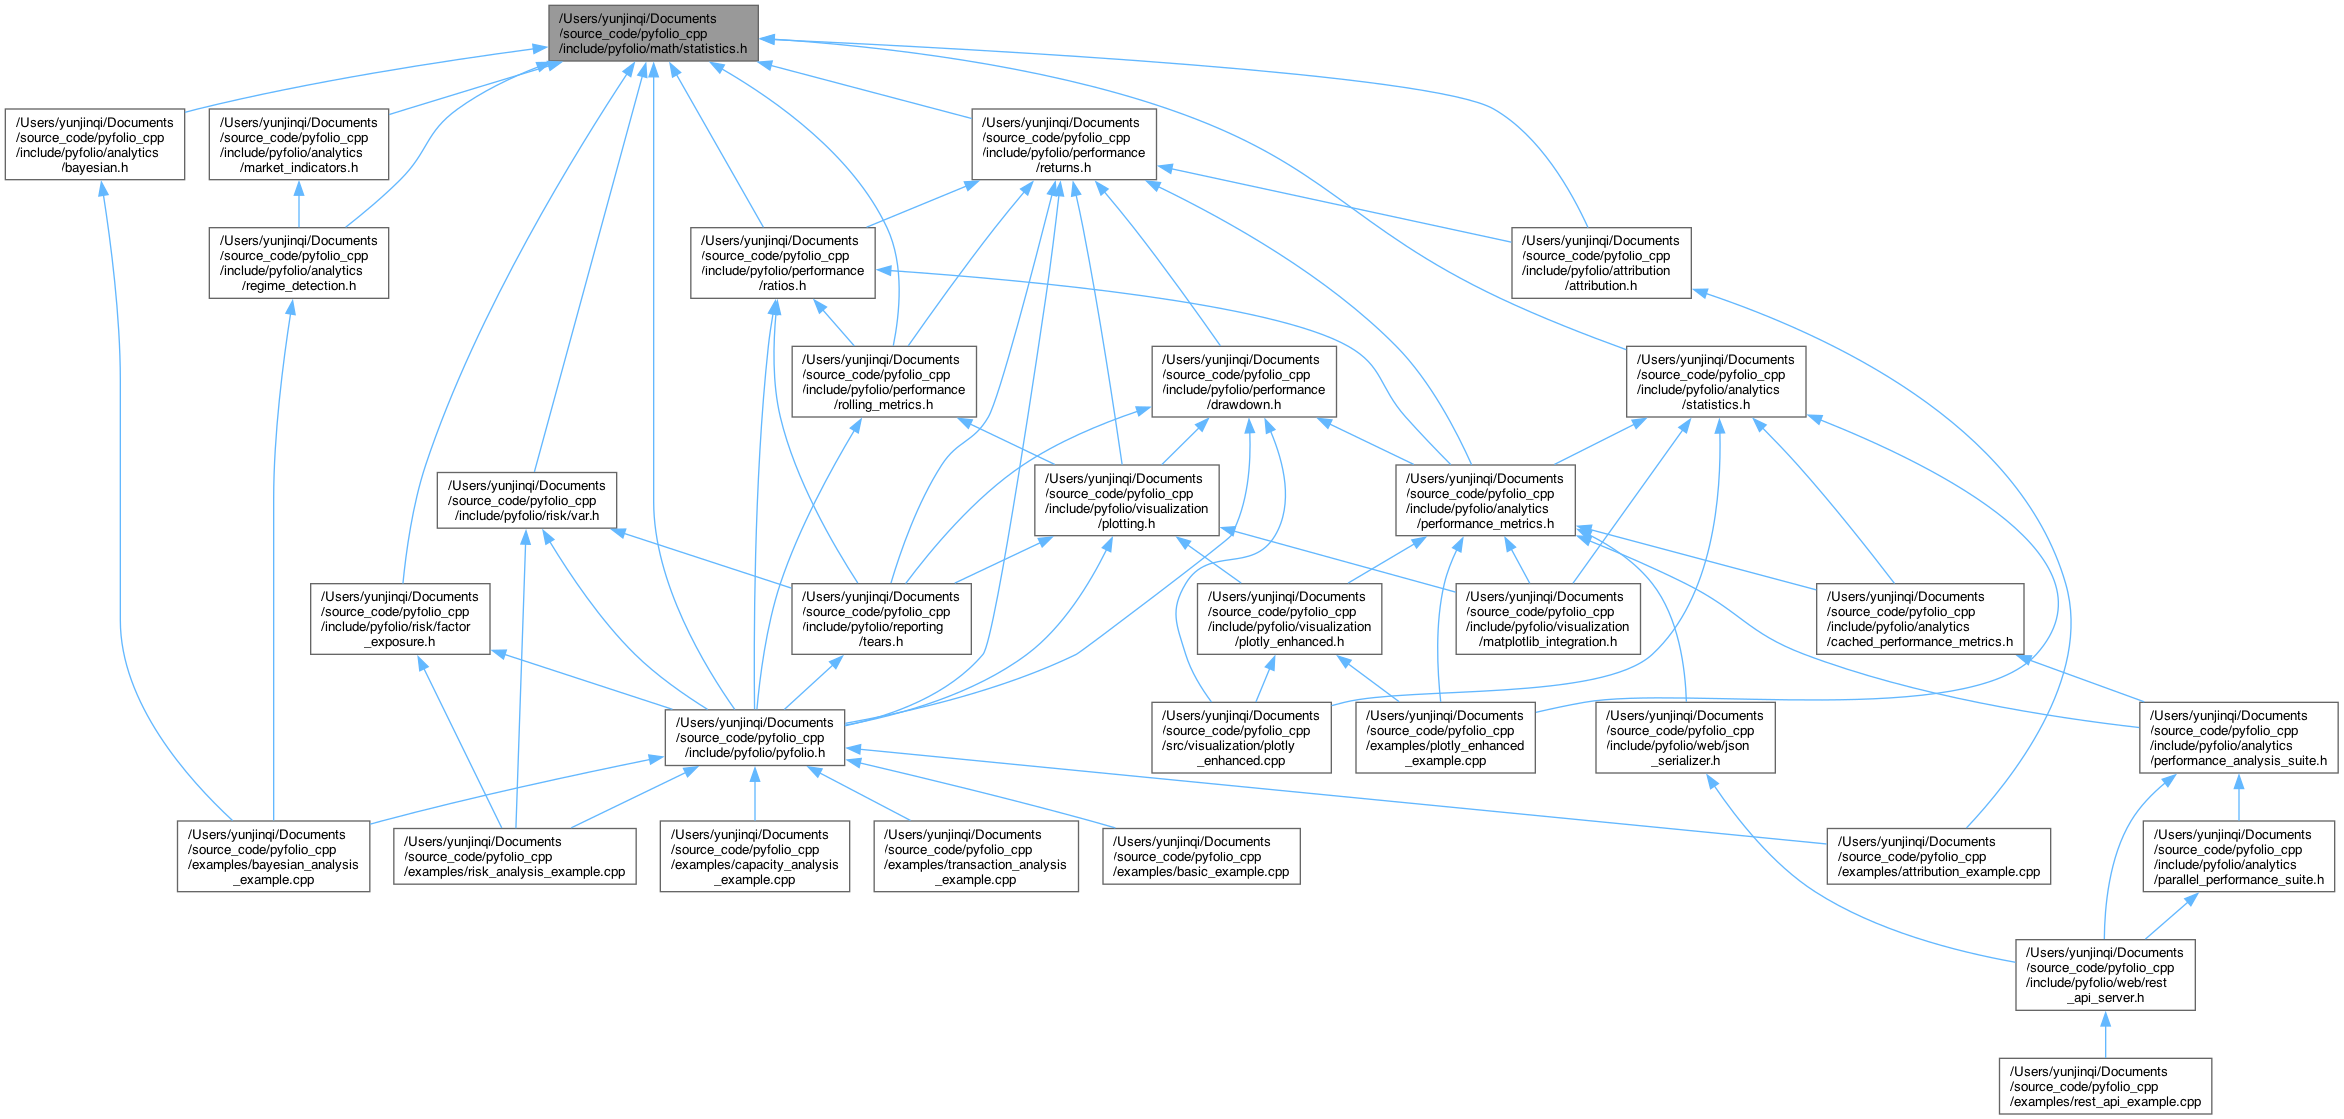 /Users/yunjinqi/Documents
/source_code/pyfolio_cpp
/include/pyfolio/math/statistics.h
/Users/yunjinqi/Documents
/source_code/pyfolio_cpp
/include/pyfolio/analytics
/bayesian.h
/Users/yunjinqi/Documents
/source_code/pyfolio_cpp
/include/pyfolio/analytics
/market_indicators.h
/Users/yunjinqi/Documents
/source_code/pyfolio_cpp
/include/pyfolio/performance
/returns.h
/Users/yunjinqi/Documents
/source_code/pyfolio_cpp
/include/pyfolio/analytics
/regime_detection.h
/Users/yunjinqi/Documents
/source_code/pyfolio_cpp
/include/pyfolio/performance
/ratios.h
/Users/yunjinqi/Documents
/source_code/pyfolio_cpp
/include/pyfolio/attribution
/attribution.h
/Users/yunjinqi/Documents
/source_code/pyfolio_cpp
/include/pyfolio/performance
/rolling_metrics.h
/Users/yunjinqi/Documents
/source_code/pyfolio_cpp
/include/pyfolio/performance
/drawdown.h
/Users/yunjinqi/Documents
/source_code/pyfolio_cpp
/include/pyfolio/analytics
/statistics.h
/Users/yunjinqi/Documents
/source_code/pyfolio_cpp
/include/pyfolio/risk/var.h
/Users/yunjinqi/Documents
/source_code/pyfolio_cpp
/include/pyfolio/visualization
/plotting.h
/Users/yunjinqi/Documents
/source_code/pyfolio_cpp
/include/pyfolio/analytics
/performance_metrics.h
/Users/yunjinqi/Documents
/source_code/pyfolio_cpp
/include/pyfolio/risk/factor
_exposure.h
/Users/yunjinqi/Documents
/source_code/pyfolio_cpp
/include/pyfolio/reporting
/tears.h
/Users/yunjinqi/Documents
/source_code/pyfolio_cpp
/include/pyfolio/visualization
/plotly_enhanced.h
/Users/yunjinqi/Documents
/source_code/pyfolio_cpp
/include/pyfolio/visualization
/matplotlib_integration.h
/Users/yunjinqi/Documents
/source_code/pyfolio_cpp
/include/pyfolio/analytics
/cached_performance_metrics.h
/Users/yunjinqi/Documents
/source_code/pyfolio_cpp
/include/pyfolio/pyfolio.h
/Users/yunjinqi/Documents
/source_code/pyfolio_cpp
/src/visualization/plotly
_enhanced.cpp
/Users/yunjinqi/Documents
/source_code/pyfolio_cpp
/examples/plotly_enhanced
_example.cpp
/Users/yunjinqi/Documents
/source_code/pyfolio_cpp
/include/pyfolio/web/json
_serializer.h
/Users/yunjinqi/Documents
/source_code/pyfolio_cpp
/include/pyfolio/analytics
/performance_analysis_suite.h
/Users/yunjinqi/Documents
/source_code/pyfolio_cpp
/examples/bayesian_analysis
_example.cpp
/Users/yunjinqi/Documents
/source_code/pyfolio_cpp
/examples/risk_analysis_example.cpp
/Users/yunjinqi/Documents
/source_code/pyfolio_cpp
/examples/capacity_analysis
_example.cpp
/Users/yunjinqi/Documents
/source_code/pyfolio_cpp
/examples/transaction_analysis
_example.cpp
/Users/yunjinqi/Documents
/source_code/pyfolio_cpp
/examples/basic_example.cpp
/Users/yunjinqi/Documents
/source_code/pyfolio_cpp
/examples/attribution_example.cpp
/Users/yunjinqi/Documents
/source_code/pyfolio_cpp
/include/pyfolio/analytics
/parallel_performance_suite.h
/Users/yunjinqi/Documents
/source_code/pyfolio_cpp
/include/pyfolio/web/rest
_api_server.h
/Users/yunjinqi/Documents
/source_code/pyfolio_cpp
/examples/rest_api_example.cpp